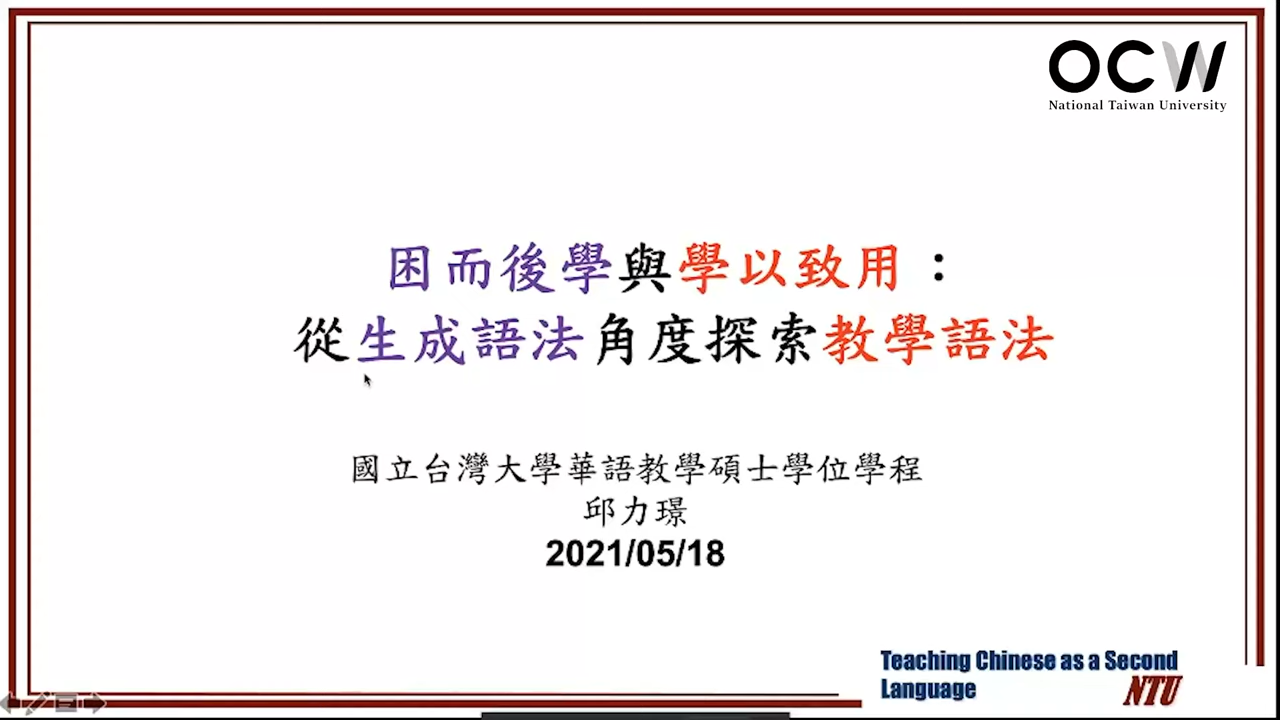 OCW
National Taiwan University
困而後學與學以致用：
從生成語法角度探索教學語法
國立台灣大學華語教學碩士學位學程
邱力璟
2021/05/18
Teaching Chinese as a Second
Language
NTU